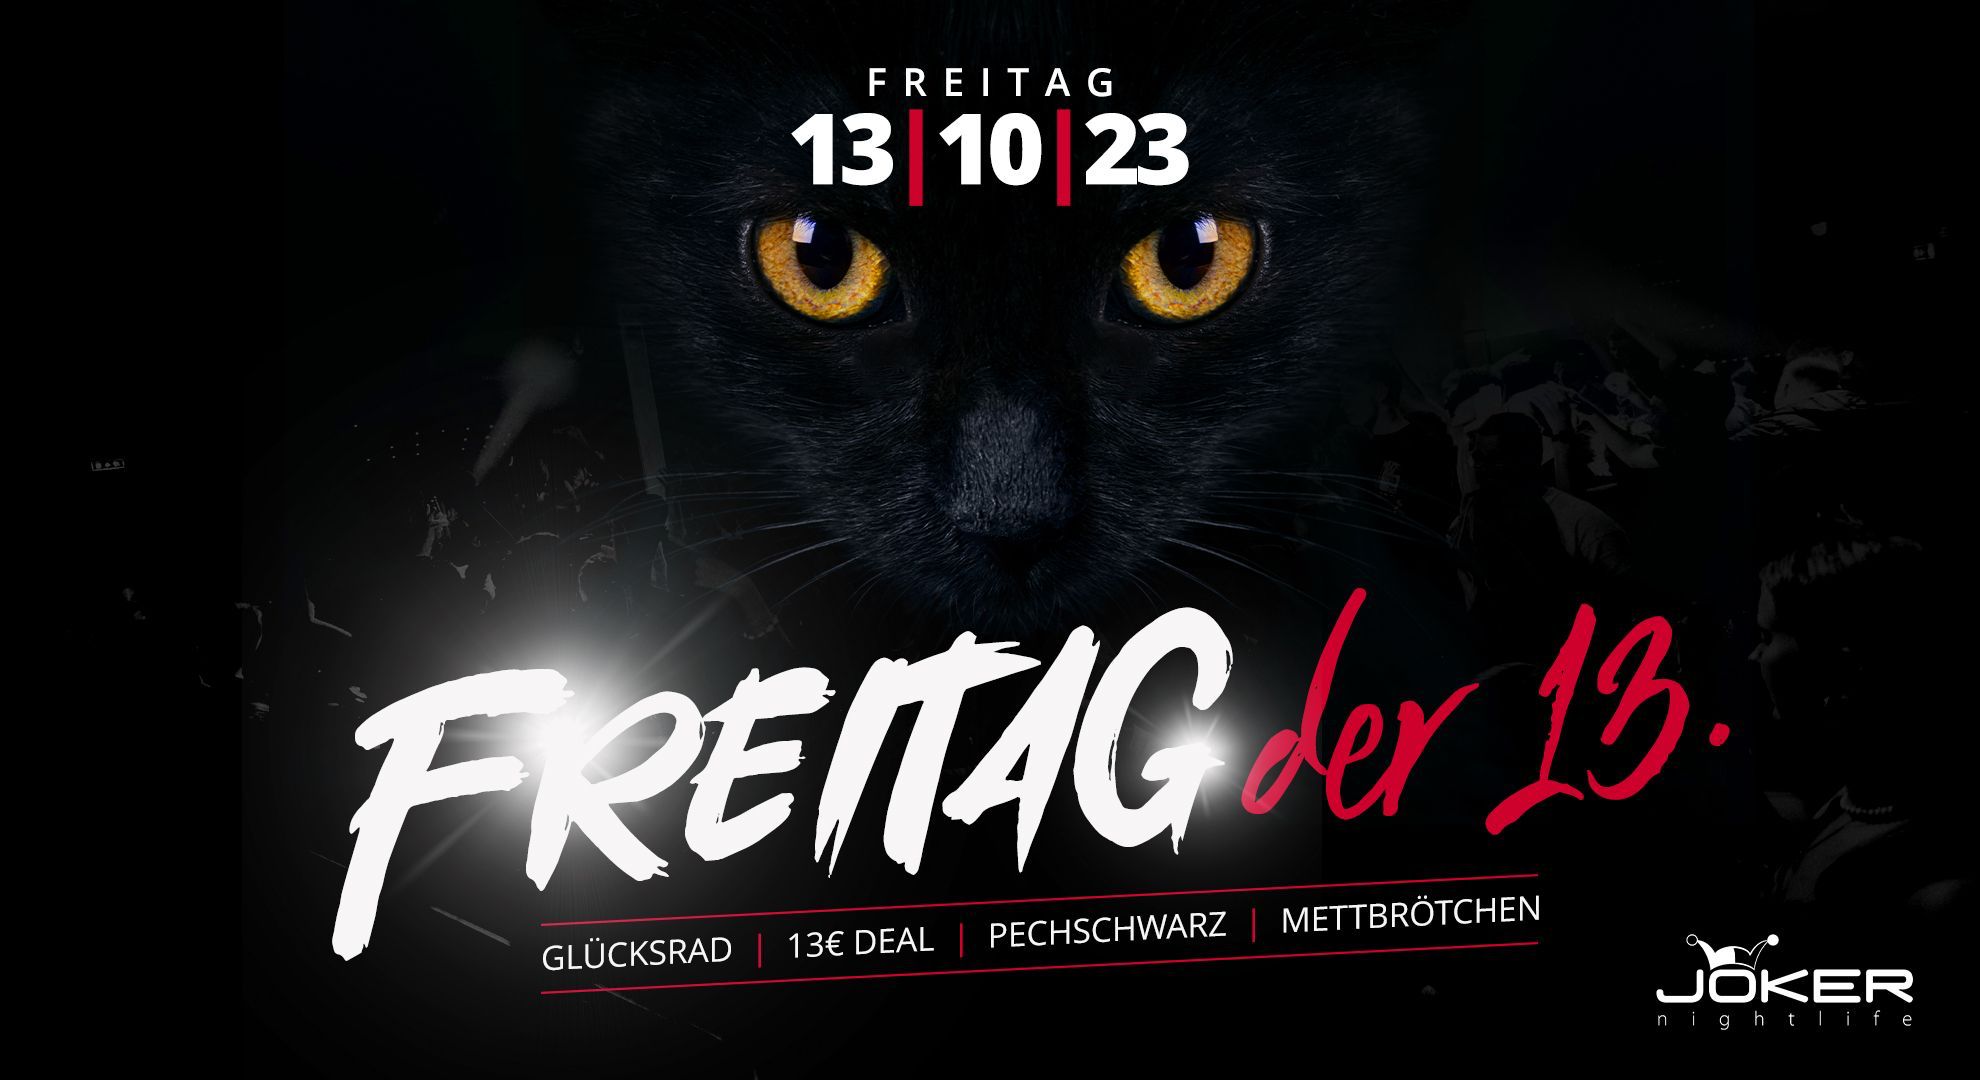 FREITAG
13|10|23
FREITAG der 13.
GLÜCKSRAD | 13€ DEAL | PECHSCHWARZ | METTBRÖTCHEN
JOKER
nightlife